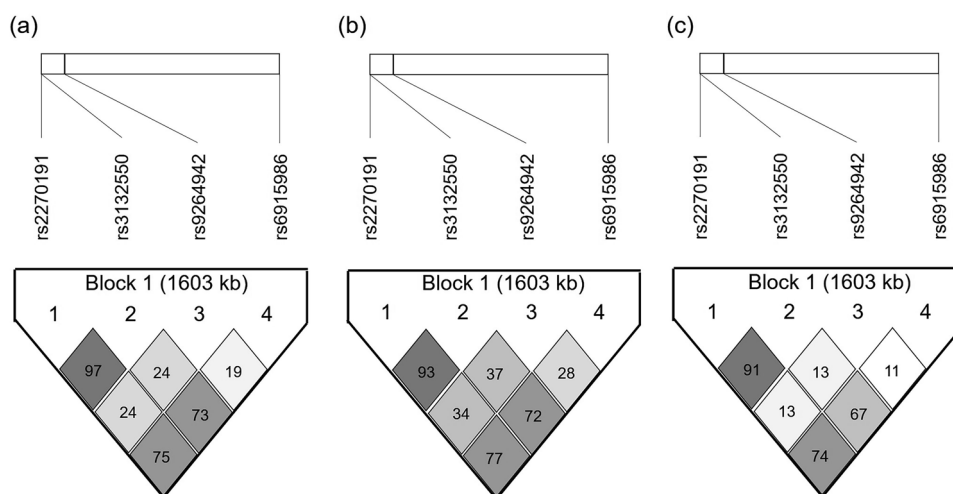 (a)
rs2270191
rs3132550
rs9264942
rs6915986
Block 1 (1603 kb)
1 2 3 4
97 24 19
24 73
75
(b)
rs2270191
rs3132550
rs9264942
rs6915986
Block 1 (1603 kb)
1 2 3 4
93 37 28
34 72
77
(c)
rs2270191
rs3132550
rs9264942
rs6915986
Block 1 (1603 kb)
1 2 3 4
91 13 11
13 67
74